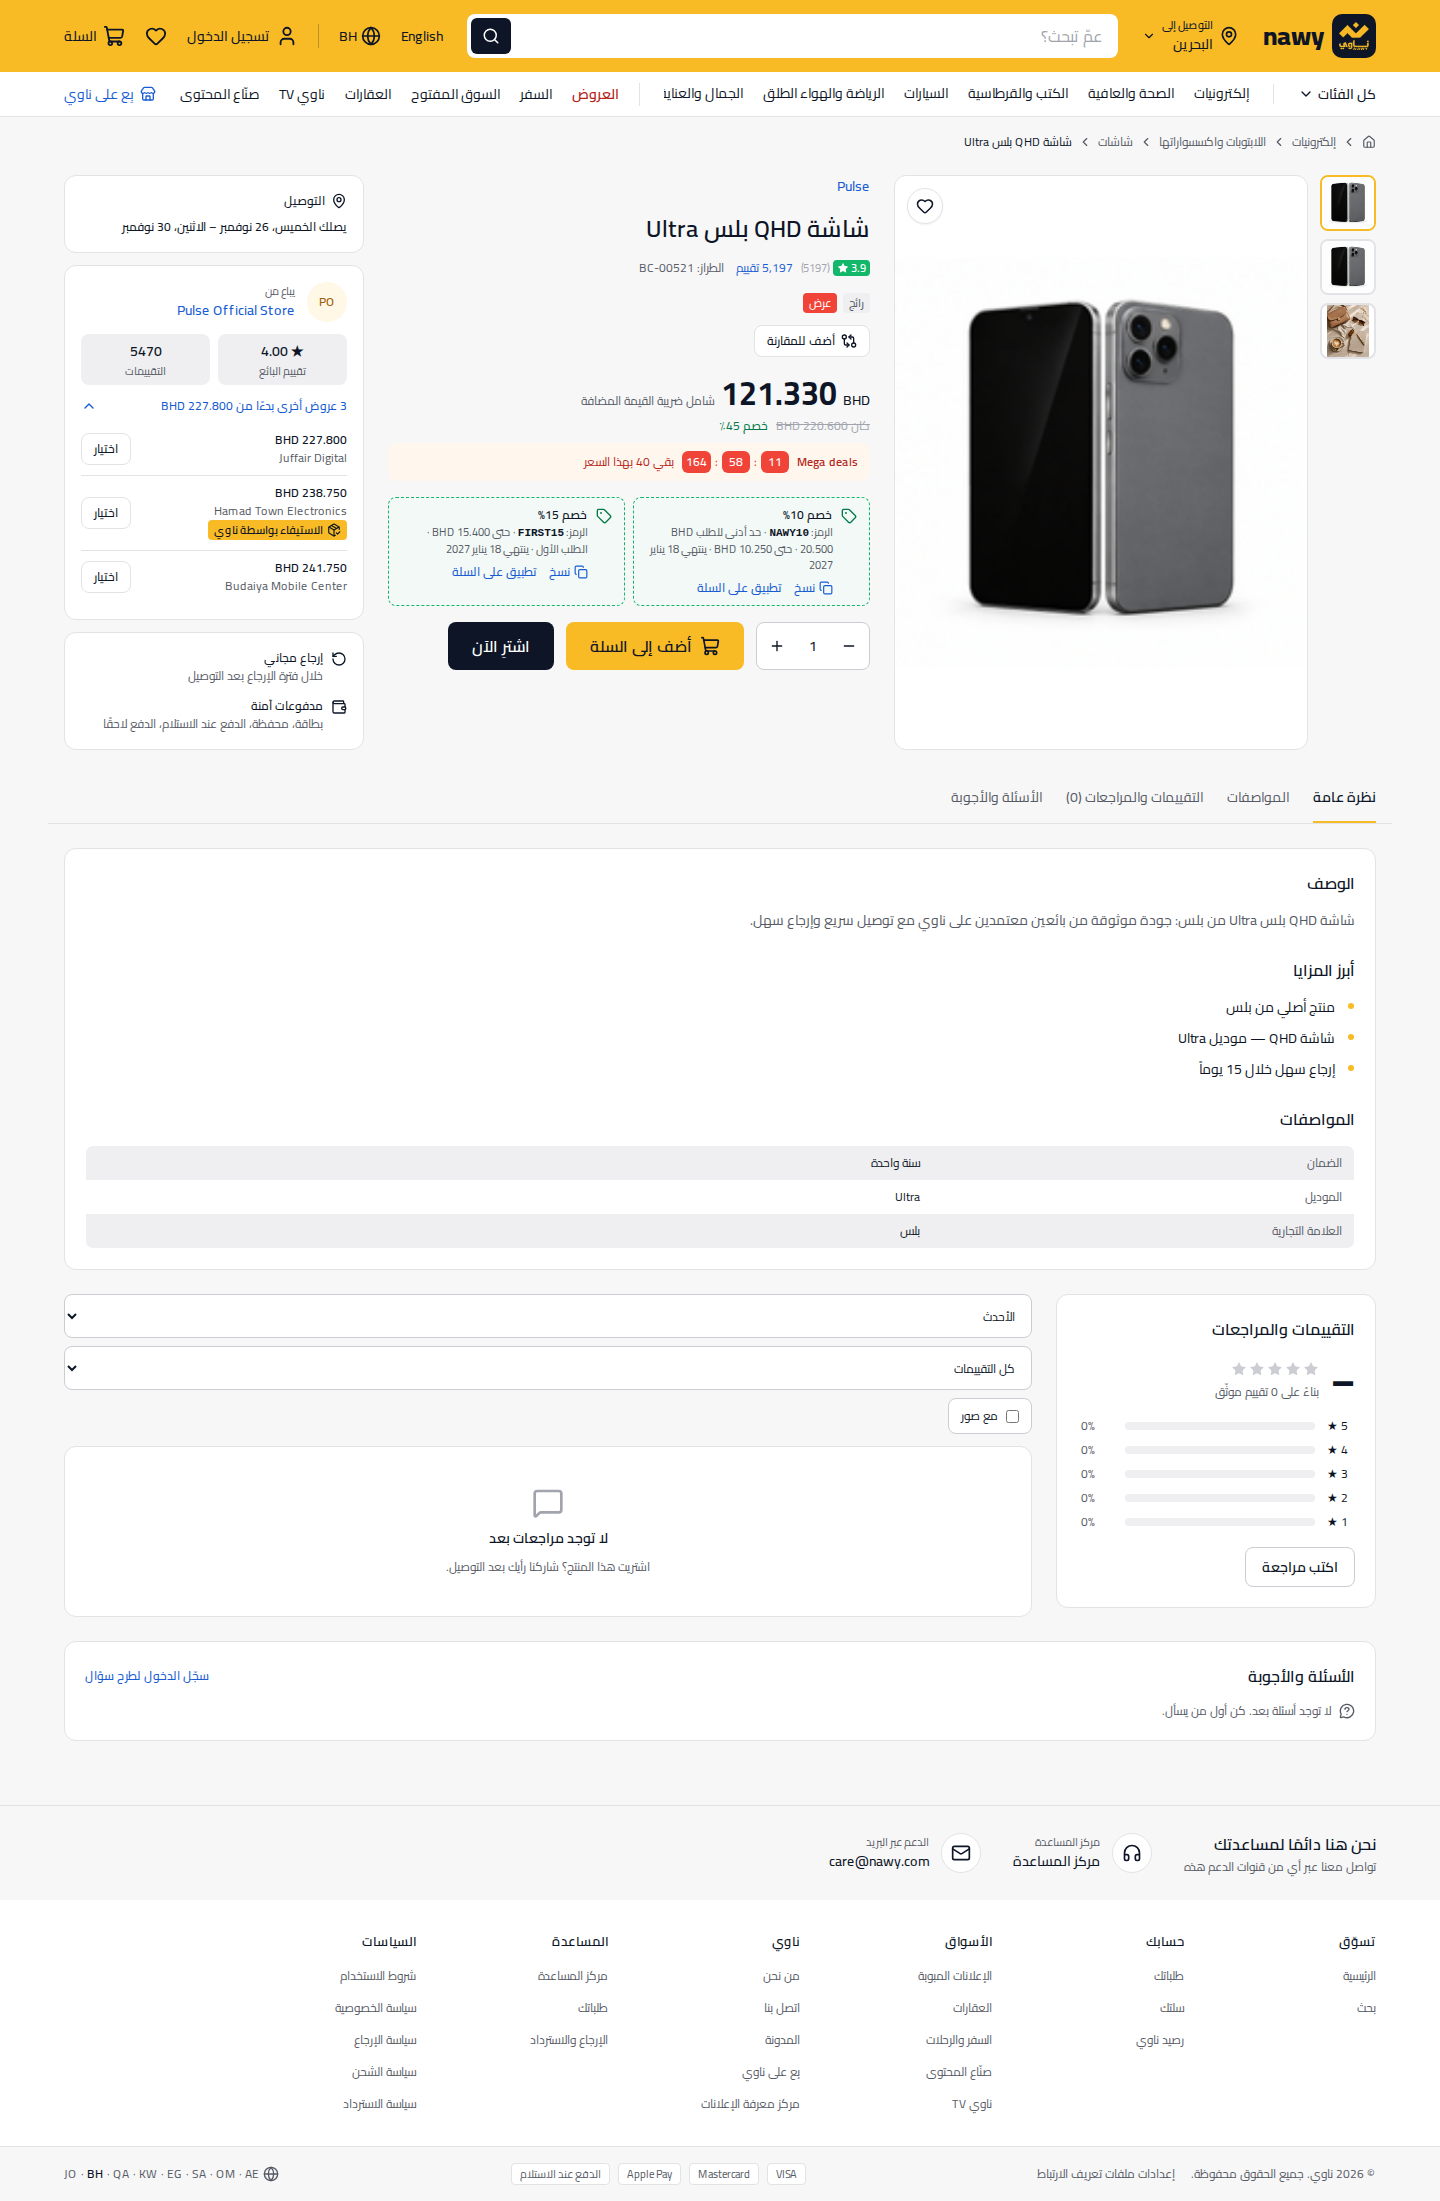 nawy
التوصيل إلى
البحرين
عمّ تبحث؟
English
BH
تسجيل الدخول
السلة
كل الفئات
إلكترونيات
الصحة والعافية
الكتب والقرطاسية
السيارات
الرياضة والهواء الطلق
الجمال والعناية
العروض
السفر
السوق المفتوح
العقارات
ناوي TV
صنّاع المحتوى
بع على ناوي
إلكترونيات
اللابتوبات واكسسواراتها
شاشات
شاشة QHD بلس Ultra
Pulse
شاشة QHD بلس Ultra
3.9 ★ (5197) 5,197 تقييم الطراز: BC-00521
رائج
عرض
أضف للمقارنة
BHD 121.330 شامل ضريبة القيمة المضافة
كان BHD 220.600 خصم 45٪
Mega deals 11 : 58 : 164 بقي 40 بهذا السعر
خصم 10%
الرمز: NAWY10 · حد أدنى للطلب BHD
20.500 · حتى BHD 10.250 · ينتهي 18 يناير
2027
نسخ
تطبيق على السلة
خصم 15%
الرمز: FIRST15 · حتى BHD 15.400 ·
الطلب الأول · ينتهي 18 يناير 2027
نسخ
تطبيق على السلة
1
أضف إلى السلة
اشترِ الآن
التوصيل
يصلك الخميس، 26 نوفمبر – الاثنين، 30 نوفمبر
PO
يباع من
Pulse Official Store
★ 4.00
تقييم البائع
5470
التقييمات
3 عروض أخرى بدءًا من BHD 227.800
BHD 227.800
Juffair Digital
اختيار
BHD 238.750
Hamad Town Electronics
الاستيفاء بواسطة ناوي
اختيار
BHD 241.750
Budaiya Mobile Center
اختيار
إرجاع مجاني
خلال فترة الإرجاع بعد التوصيل
مدفوعات آمنة
بطاقة، محفظة، الدفع عند الاستلام، الدفع لاحقًا
نظرة عامة
المواصفات
التقييمات والمراجعات (0)
الأسئلة والأجوبة
الوصف
شاشة QHD بلس Ultra من بلس: جودة موثوقة من بائعين معتمدين على ناوي مع توصيل سريع وإرجاع سهل.
أبرز المزايا
منتج أصلي من بلس
شاشة QHD — موديل Ultra
إرجاع سهل خلال 15 يوماً
المواصفات
الضمان سنة واحدة
الموديل Ultra
العلامة التجارية بلس
التقييمات والمراجعات
–
بناءً على 0 تقييم موثّق
5 ★ 0%
4 ★ 0%
3 ★ 0%
2 ★ 0%
1 ★ 0%
اكتب مراجعة
الأحدث
كل التقييمات
مع صور
لا توجد مراجعات بعد
اشتريت هذا المنتج؟ شاركنا رأيك بعد التوصيل.
الأسئلة والأجوبة
سجّل الدخول لطرح سؤال
لا توجد أسئلة بعد. كن أول من يسأل.
نحن هنا دائمًا لمساعدتك
تواصل معنا عبر أي من قنوات الدعم هذه
مركز المساعدة
مركز المساعدة
الدعم عبر البريد
care@nawy.com
تسوّق
الرئيسية
بحث
حسابك
طلباتك
سلتك
رصيد ناوي
الأسواق
الإعلانات المبوبة
العقارات
السفر والرحلات
صنّاع المحتوى
ناوي TV
ناوي
من نحن
اتصل بنا
المدونة
بع على ناوي
مركز معرفة الإعلانات
المساعدة
مركز المساعدة
طلباتك
الإرجاع والاسترداد
السياسات
شروط الاستخدام
سياسة الخصوصية
سياسة الإرجاع
سياسة الشحن
سياسة الاسترداد
© 2026 ناوي. جميع الحقوق محفوظة.
إعدادات ملفات تعريف الارتباط
VISA
Mastercard
Apple Pay
الدفع عند الاستلام
JO · BH · QA · KW · EG · SA · OM · AE